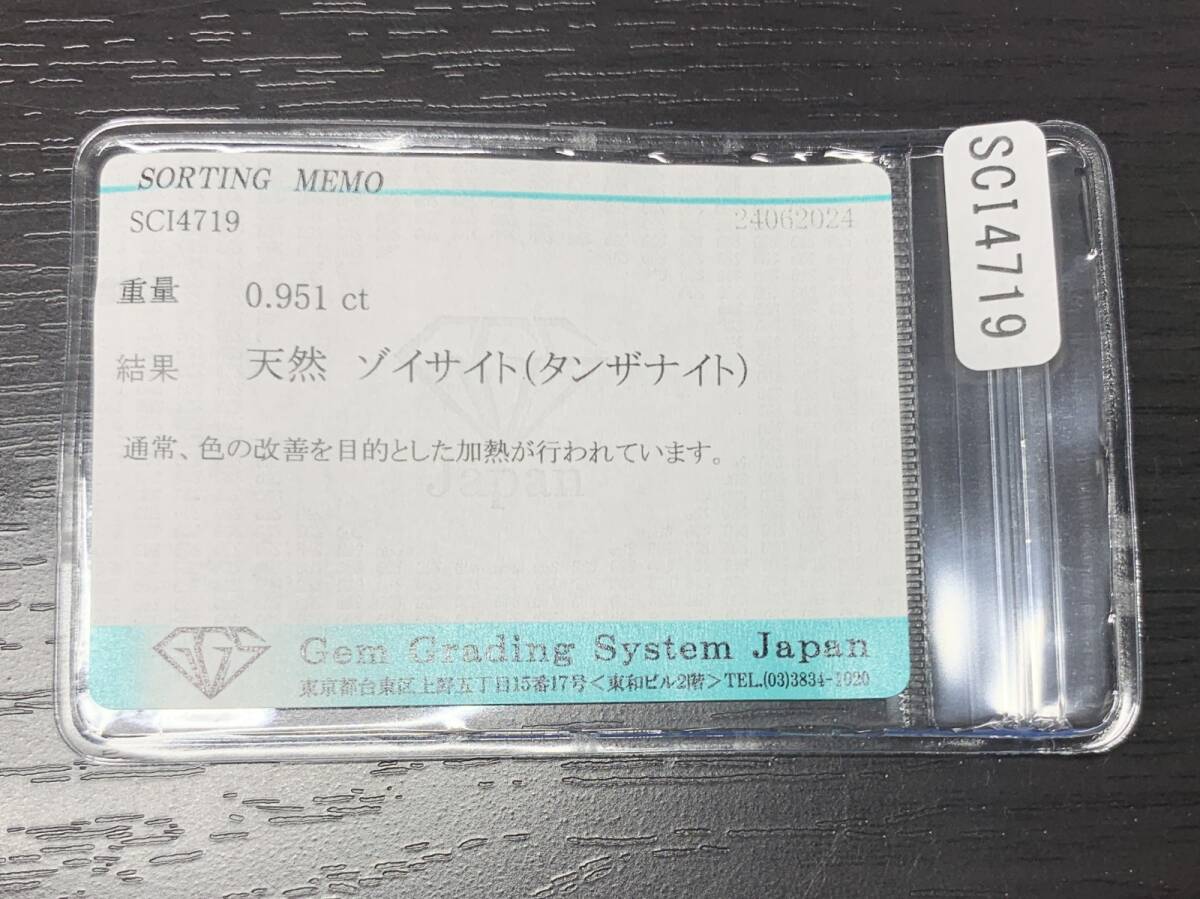 SORTING MEMO
SCI4719
24062024
重量 0.951 ct
結果 天然 ゾイサイト(タンザナイト)
通常、色の改善を目的とした加熱が行われています。
Japan
GGS Gem Grading System Japan
東京都台東区上野五丁目15番17号<東和ビル2階>TEL.(03)3834-1020
SCI4719